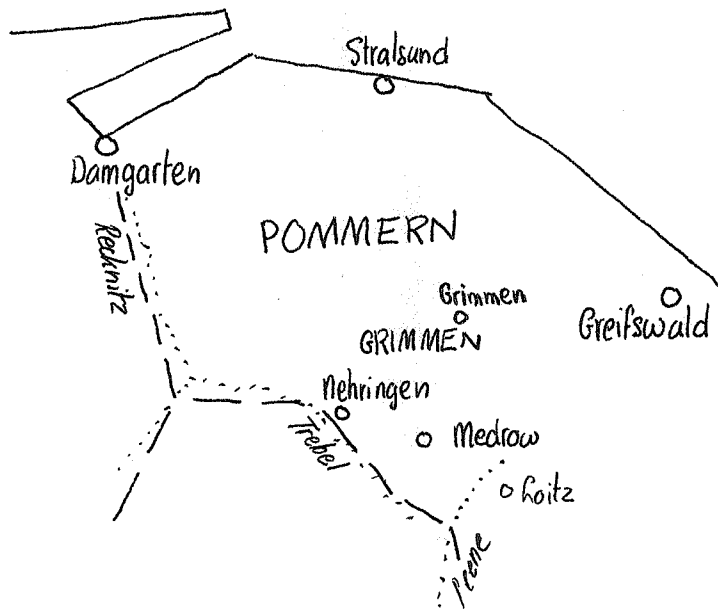 Stralsund
Damgarten
Recknitz
POMMERN
Grimmen
GRIMMEN
Greifswald
Nehringen
Trebel
Medrow
Loitz
Peene